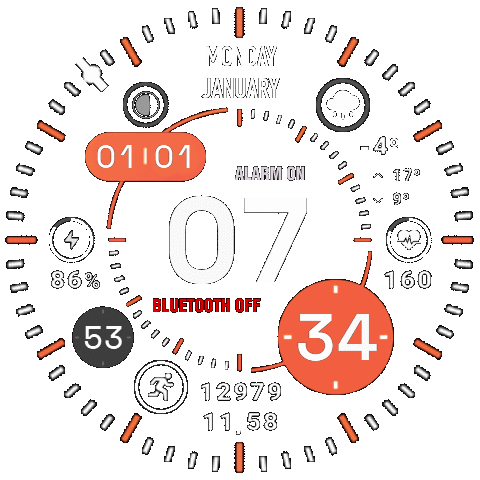 MONDAY
JANUARY
01|01
-4°
17°
ALARM ON
9°
07
86%
160
BLUETOOTH OFF
53
34
12979
11.58